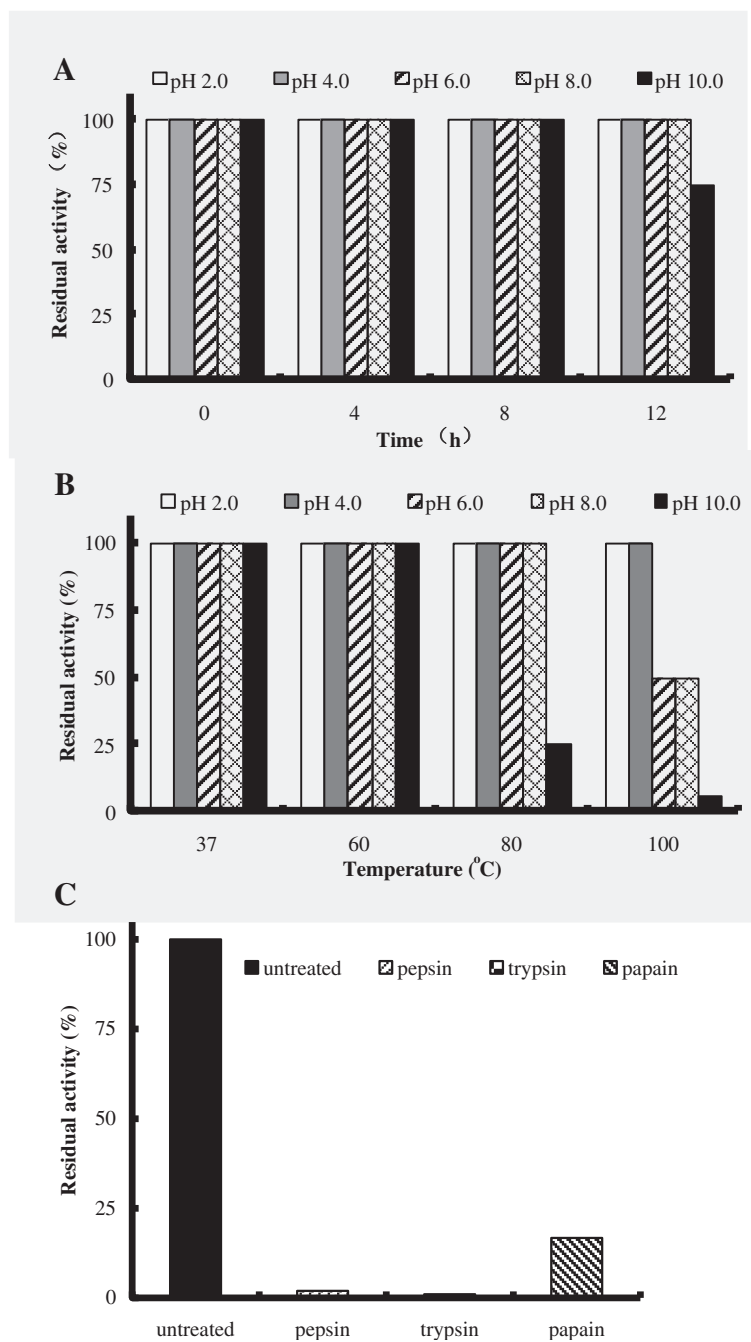 A
pH 2.0 pH 4.0 pH 6.0 pH 8.0 pH 10.0
Residual activity (%)
100
75
50
25
0
0 4 8 12
Time (h)
B
pH 2.0 pH 4.0 pH 6.0 pH 8.0 pH 10.0
Residual activity (%)
100
75
50
25
0
37 60 80 100
Temperature (°C)
C
untreated pepsin trypsin papain
Residual activity (%)
100
75
50
25
0
untreated pepsin trypsin papain